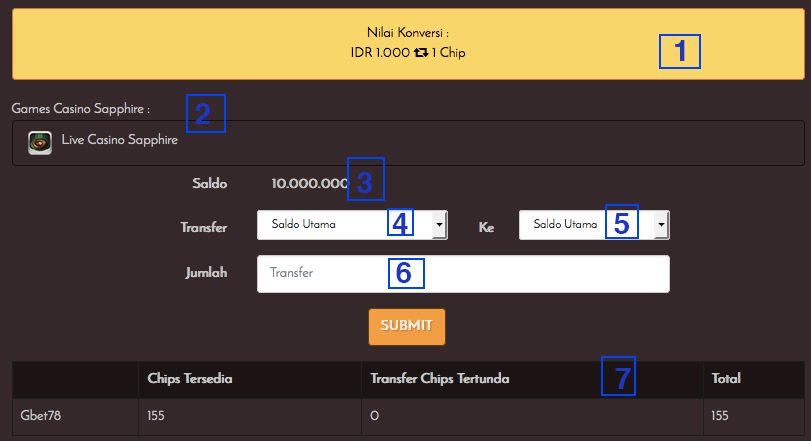 Nilai Konversi :
IDR 1.000 1 Chip
1
Games Casino Sapphire :
2
Live Casino Sapphire
Saldo 10.000.000 3
Transfer Saldo Utama 4 Ke Saldo Utama 5
Jumlah Transfer 6
SUBMIT
Chips Tersedia Transfer Chips Tertunda 7 Total
Gbet78 155 0 155